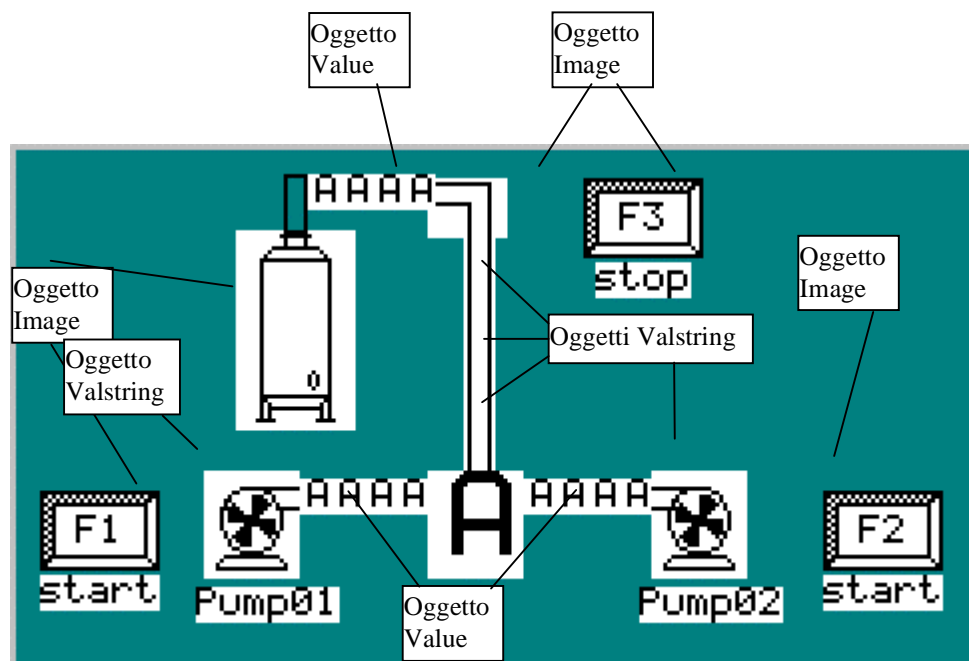 Oggetto
Value
Oggetto
Image
A A A A
F3
stop
Oggetto
Image
Oggetto
Image
Oggetti Valstring
Oggetto
Valstring
0
F1
start
A A A A
A
A A A A
F2
start
Pump01
Pump02
Oggetto
Value